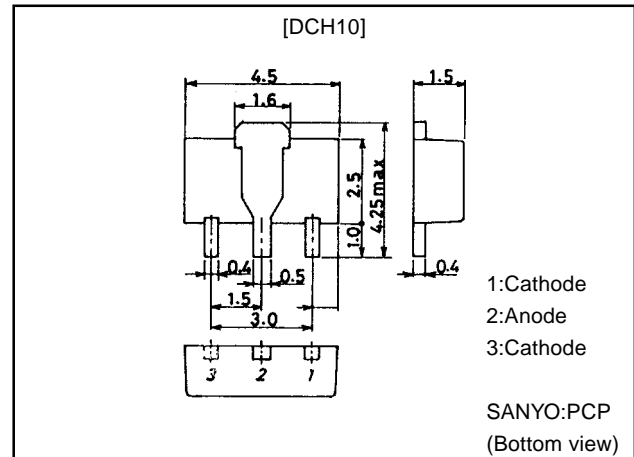 [DCH10]
4.5
1.6
1.5
2.5
4.25max
1.0
0.4
0.5
0.4
1.5
3.0
1:Cathode
2:Anode
3:Cathode
3 2 1
SANYO:PCP
(Bottom view)